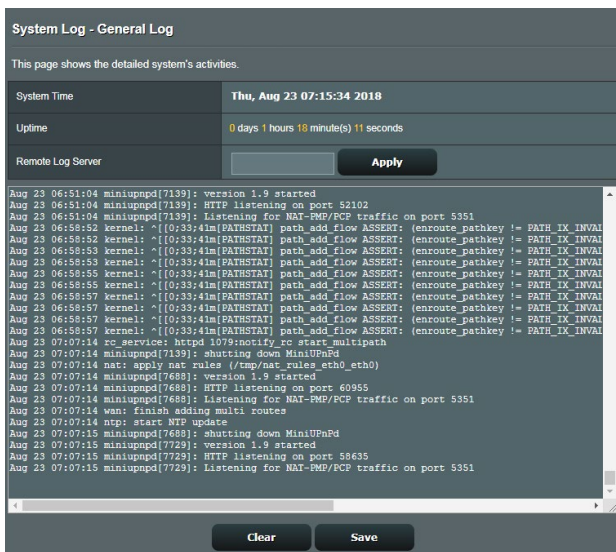 System Log - General Log
This page shows the detailed system's activities.
System Time Thu, Aug 23 07:15:34 2018
Uptime 0 days 1 hours 18 minute(s) 11 seconds
Remote Log Server Apply
Aug 23 06:51:04 miniupnpd[7139]: version 1.9 started
Aug 23 06:51:04 miniupnpd[7139]: HTTP listening on port 52102
Aug 23 06:51:04 miniupnpd[7139]: Listening for NAT-PMP/PCP traffic on port 5351
Aug 23 06:58:52 kernel: ^[[0;33;41m[PATHSTAT] path_add_flow ASSERT: (enroute_pathkey != PATH_IX_INVAL
Aug 23 06:58:52 kernel: ^[[0;33;41m[PATHSTAT] path_add_flow ASSERT: (enroute_pathkey != PATH_IX_INVAL
Aug 23 06:58:53 kernel: ^[[0;33;41m[PATHSTAT] path_add_flow ASSERT: (enroute_pathkey != PATH_IX_INVAL
Aug 23 06:58:53 kernel: ^[[0;33;41m[PATHSTAT] path_add_flow ASSERT: (enroute_pathkey != PATH_IX_INVAL
Aug 23 06:58:55 kernel: ^[[0;33;41m[PATHSTAT] path_add_flow ASSERT: (enroute_pathkey != PATH_IX_INVAL
Aug 23 06:58:55 kernel: ^[[0;33;41m[PATHSTAT] path_add_flow ASSERT: (enroute_pathkey != PATH_IX_INVAL
Aug 23 06:58:57 kernel: ^[[0;33;41m[PATHSTAT] path_add_flow ASSERT: (enroute_pathkey != PATH_IX_INVAL
Aug 23 06:58:57 kernel: ^[[0;33;41m[PATHSTAT] path_add_flow ASSERT: (enroute_pathkey != PATH_IX_INVAL
Aug 23 06:58:57 kernel: ^[[0;33;41m[PATHSTAT] path_add_flow ASSERT: (enroute_pathkey != PATH_IX_INVAL
Aug 23 06:58:57 kernel: ^[[0;33;41m[PATHSTAT] path_add_flow ASSERT: (enroute_pathkey != PATH_IX_INVAL
Aug 23 07:07:14 rc_service: httpd 1079:notify_rc start_multipath
Aug 23 07:07:14 miniupnpd[7139]: shutting down MiniUPnPd
Aug 23 07:07:14 nat: apply nat rules (/tmp/nat_rules_eth0_eth0)
Aug 23 07:07:14 miniupnpd[7688]: version 1.9 started
Aug 23 07:07:14 miniupnpd[7688]: HTTP listening on port 60955
Aug 23 07:07:14 miniupnpd[7688]: Listening for NAT-PMP/PCP traffic on port 5351
Aug 23 07:07:14 wan: finish adding multi routes
Aug 23 07:07:14 ntp: start NTP update
Aug 23 07:07:15 miniupnpd[7688]: shutting down MiniUPnPd
Aug 23 07:07:15 miniupnpd[7729]: version 1.9 started
Aug 23 07:07:15 miniupnpd[7729]: HTTP listening on port 58635
Aug 23 07:07:15 miniupnpd[7729]: Listening for NAT-PMP/PCP traffic on port 5351
Clear Save